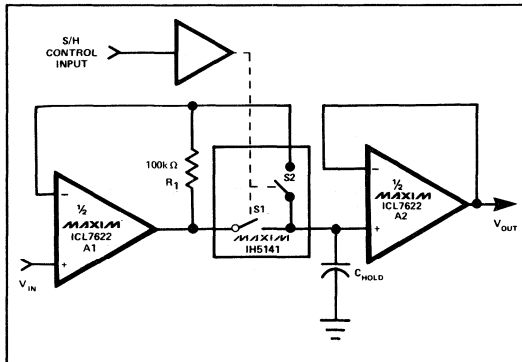 S/H
CONTROL
INPUT
100kΩ
R1
S2
S1
½
MAXIM
ICL7622
A1
MAXIM
IH5141
½
MAXIM
ICL7622
A2
VOUT
VIN
CHOLD
-
+
-
+